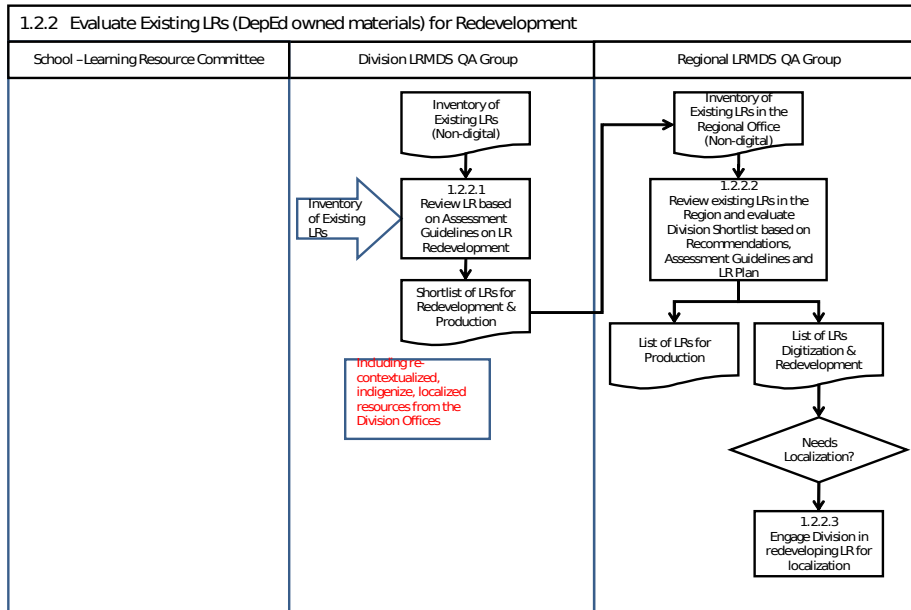 1.2.2 Evaluate Existing LRs (DepEd owned materials) for Redevelopment
School –Learning Resource Committee
Division LRMDS QA Group
Regional LRMDS QA Group
Inventory of
Existing LRs
(Non-digital)
Inventory of
Existing LRs in the
Regional Office
(Non-digital)
Inventory
of Existing
LRs
1.2.2.1
Review LR based
on Assessment
Guidelines on LR
Redevelopment
1.2.2.2
Review existing LRs in the
Region and evaluate
Division Shortlist based on
Recommendations,
Assessment Guidelines and
LR Plan
Shortlist of LRs for
Redevelopment &
Production
List of LRs for
Production
List of LRs
Digitization &
Redevelopment
Including re-
contextualized,
indigenize, localized
resources from the
Division Offices
Needs
Localization?
1.2.2.3
Engage Division in
redeveloping LR for
localization